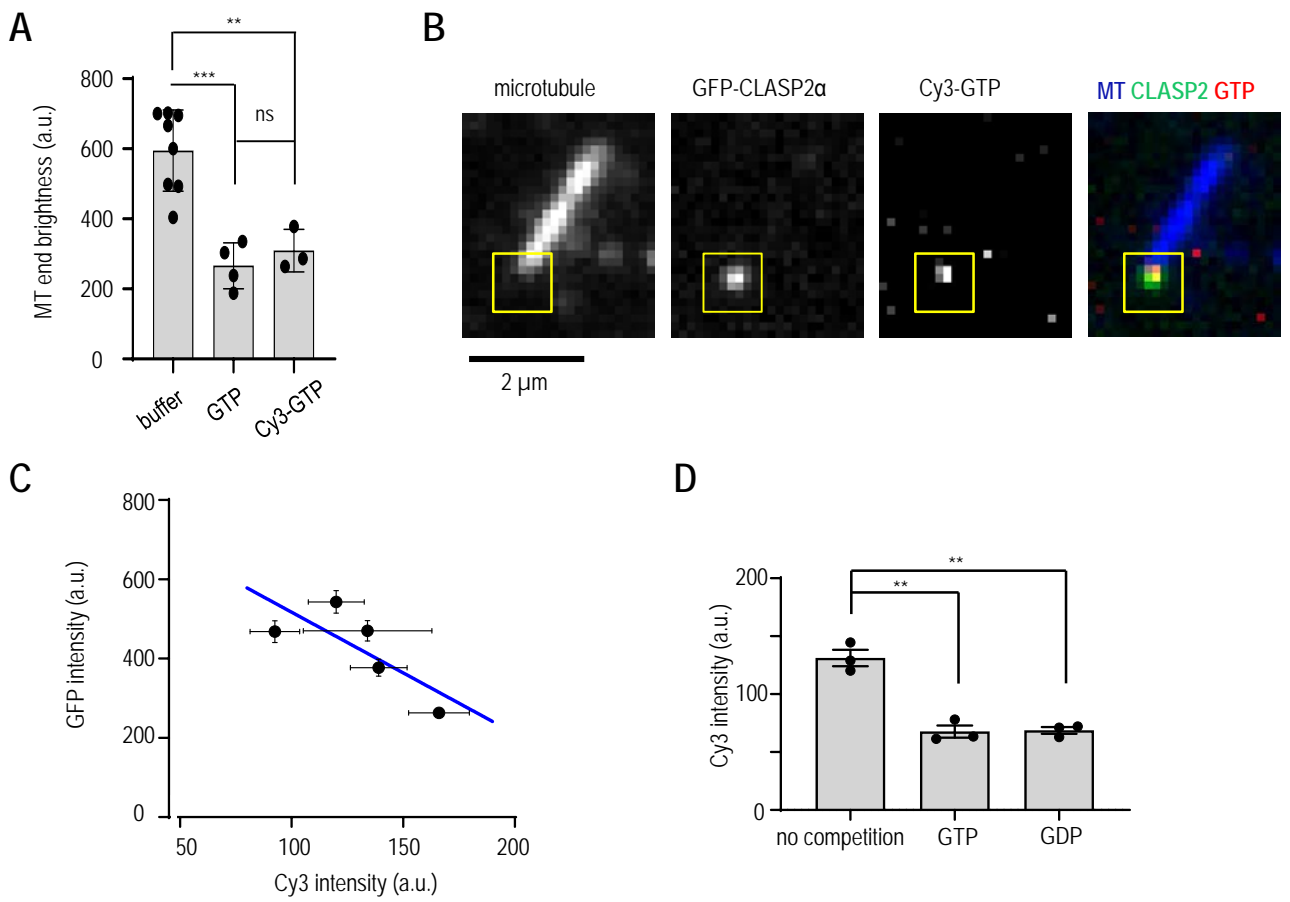 A
**
***
ns
800
600
400
200
0
MT end brightness (a.u.)
buffer
GTP
Cy3-GTP
B
microtubule
GFP-CLASP2α
Cy3-GTP
MT CLASP2 GTP
2 µm
C
800
600
400
200
0
GFP intensity (a.u.)
50
100
150
200
Cy3 intensity (a.u.)
D
**
**
200
100
0
Cy3 intensity (a.u.)
no competition
GTP
GDP